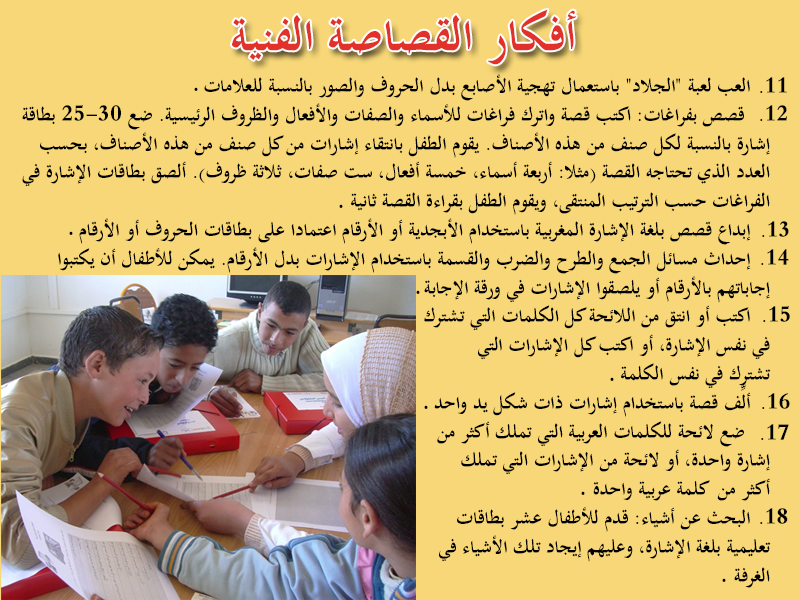 أفكار القصاصة الفنية
11. العب لعبة "الجلاد" باستعمال تهجية الأصابع بدل الحروف والصور بالنسبة للعلامات .
12. قصص بفراغات: اكتب قصة واترك فراغات للأسماء والصفات والأفعال والظروف الرئيسية. ضع 30-25 بطاقة
إشارة بالنسبة لكل صنف من هذه الأصناف. يقوم الطفل بانتقاء إشارات من كل صنف من هذه الأصناف، بحسب
العدد الذي تحتاجه القصة (مثلا: أربعة أسماء، خمسة أفعال، ست صفات، ثلاثة ظروف). ألصق بطاقات الإشارة في
الفراغات حسب الترتيب المنتقى، ويقوم الطفل بقراءة القصة ثانية .
13. إبداع قصص بلغة الإشارة المغربية باستخدام الأبجدية أو الأرقام اعتمادا على بطاقات الحروف أو الأرقام .
14. إحداث مسائل الجمع والطرح والضرب والقسمة باستخدام الإشارات بدل الأرقام. يمكن للأطفال أن يكتبوا
إجاباتهم بالأرقام أو يلصقوا الإشارات في ورقة الإجابة .
15. اكتب أو انتق من اللائحة كل الكلمات التي تشترك
في نفس الإشارة، أو اكتب كل الإشارات التي
تشترك في نفس الكلمة .
16. ألِّف قصة باستخدام إشارات ذات شكل يد واحد .
17. ضع لائحة للكلمات العربية التي تملك أكثر من
إشارة واحدة، أو لائحة من الإشارات التي تملك
أكثر من كلمة عربية واحدة .
18. البحث عن أشياء: قدم للأطفال عشر بطاقات
تعليمية بلغة الإشارة، وعليهم إيجاد تلك الأشياء في
الغرفة .